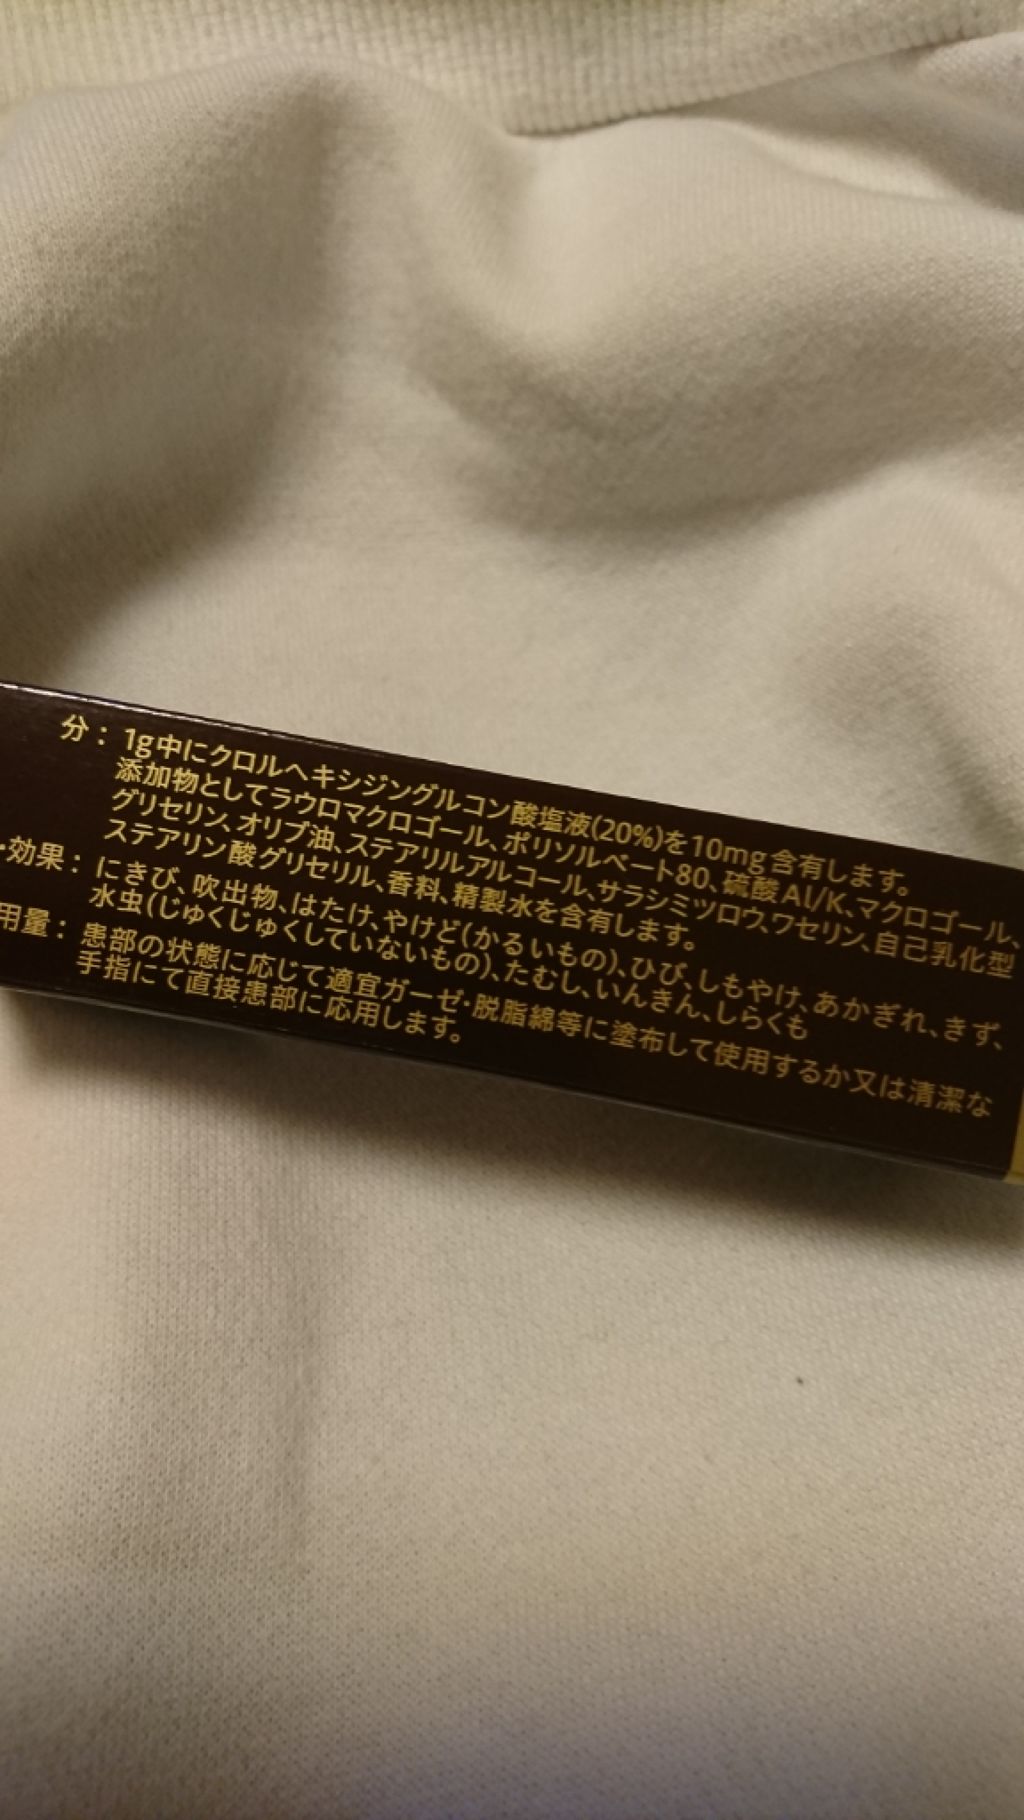 分：1g中にクロルヘキシジングルコン酸塩液(20%)を10mg含有します。
添加物としてラウロマクロゴール、ポリソルベート80、硫酸Al/K、マクロゴール、
グリセリン、オリブ油、ステアリルアルコール、サラシミツロウ、ワセリン、自己乳化型
ステアリン酸グリセリル、香料、精製水を含有します。
・効果：にきび、吹出物、はたけ、やけど(かるいもの)、ひび、しもやけ、あかぎれ、きず、
水虫(じゅくじゅくしていないもの)、たむし、いんきん、しらくも
用量：患部の状態に応じて適宜ガーゼ・脱脂綿等に塗布して使用するか又は清潔な
手指にて直接患部に応用します。